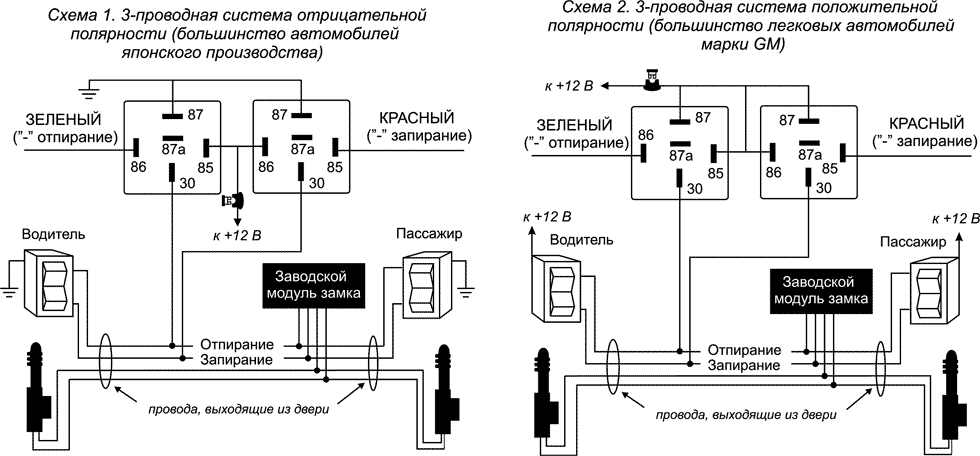 Схема 1. 3-проводная система отрицательной
полярности (большинство автомобилей
японского производства)
ЗЕЛЕНЫЙ
("-" отпирание)
87
87
КРАСНЫЙ
("-" запирание)
86
87a
85
86
87a
85
30
30
к +12 В
Водитель
Пассажир
Заводской
модуль замка
Отпирание
Запирание
провода, выходящие из двери
Схема 2. 3-проводная система положительной
полярности (большинство легковых автомобилей
марки GM)
к +12 В
ЗЕЛЕНЫЙ
("-" отпирание)
87
87
КРАСНЫЙ
("-" запирание)
86
87a
85
86
87a
85
30
30
к +12 В
к +12 В
Водитель
Пассажир
Заводской
модуль замка
Отпирание
Запирание
провода, выходящие из двери